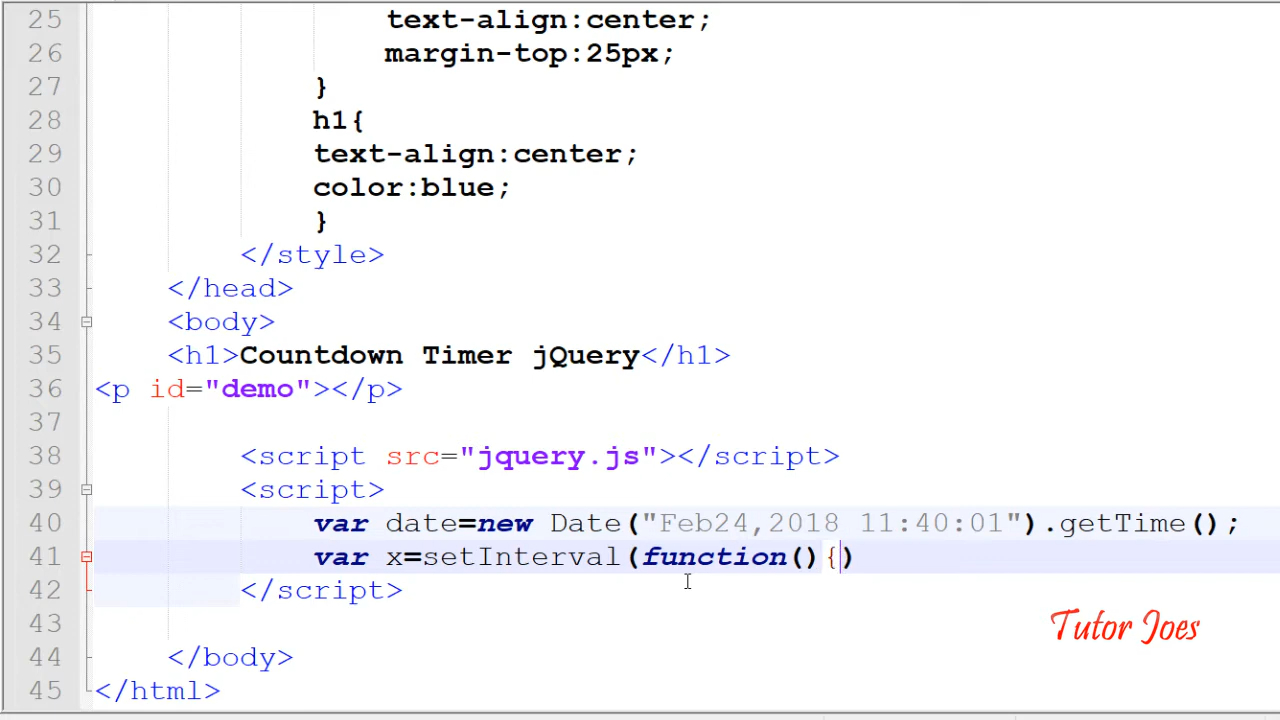 25 text-align:center;
26 margin-top:25px;
27 }
28 h1{
29 text-align:center;
30 color:blue;
31 }
32 </style>
33 </head>
34 <body>
35 <h1>Countdown Timer jQuery</h1>
36 <p id="demo"></p>
37
38 <script src="jquery.js"></script>
39 <script>
40 var date=new Date("Feb24,2018 11:40:01").getTime();
41 var x=setInterval(function(){)
42 </script>
43
Tutor Joes
44 </body>
45 </html>